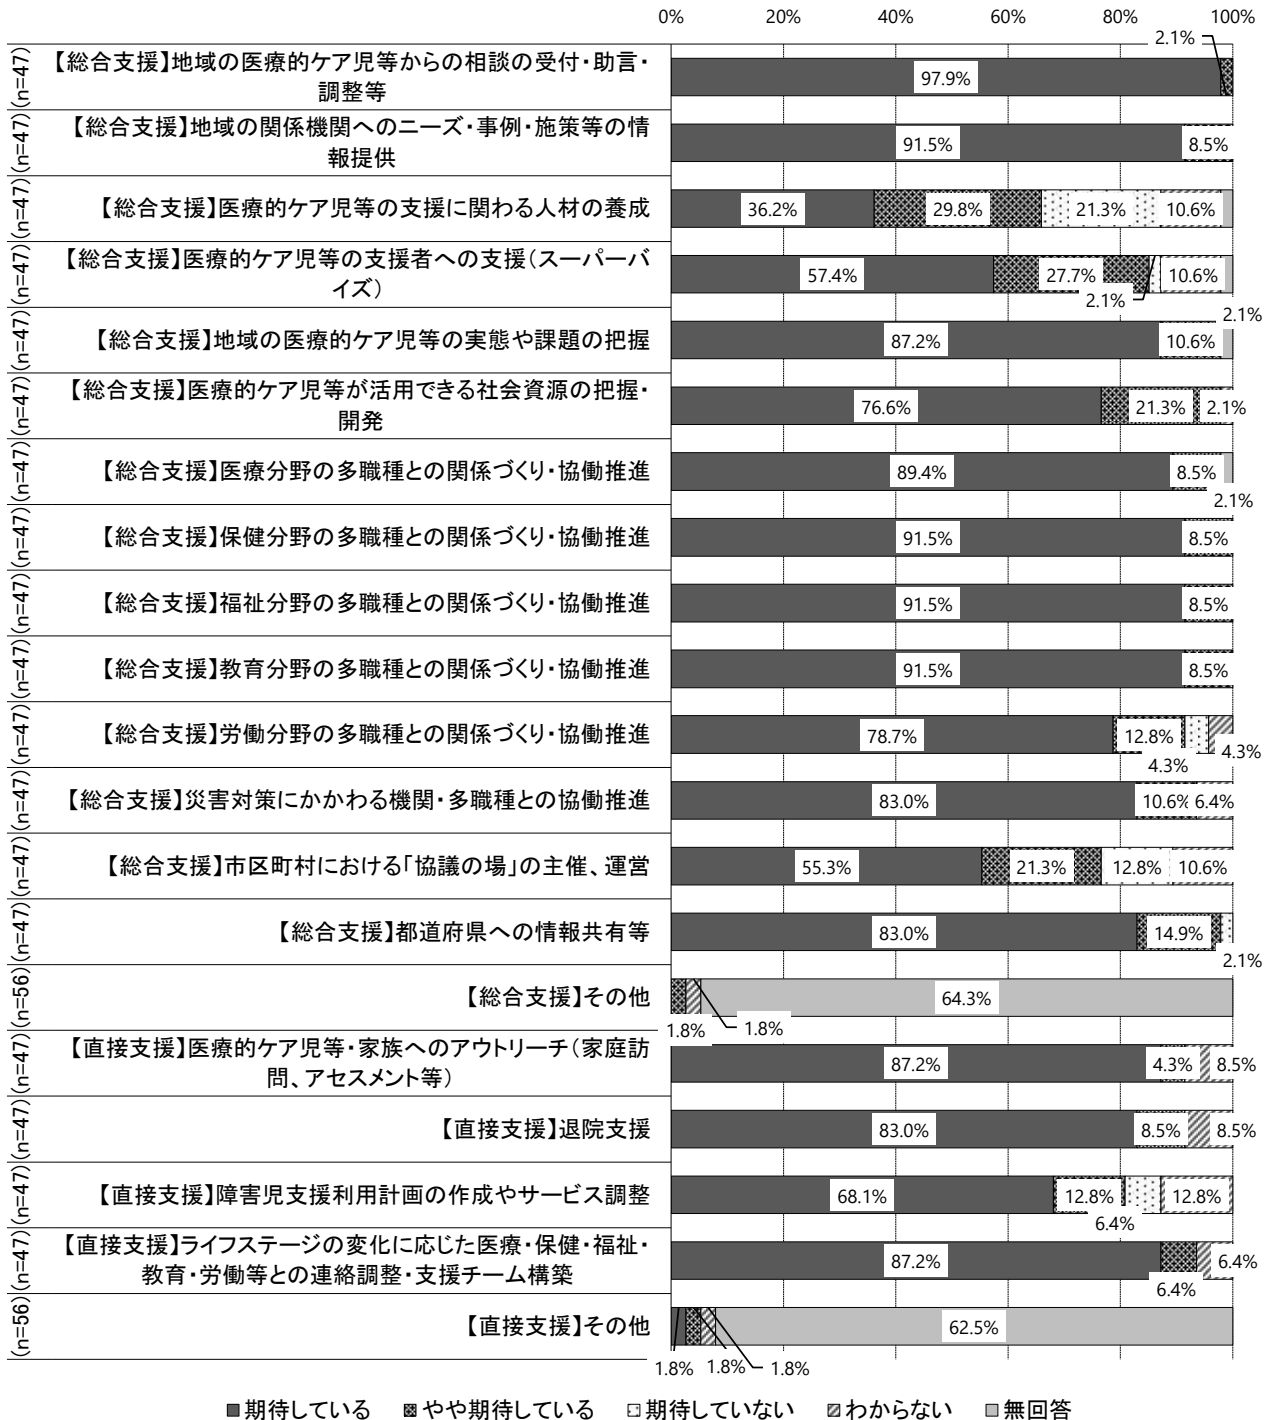 0% 20% 40% 60% 80% 100%
2.1%
(n=47) 【総合支援】地域の医療的ケア児等からの相談の受付・助言・
調整等 97.9%
(n=47) 【総合支援】地域の関係機関へのニーズ・事例・施策等の情
報提供 91.5% 8.5%
(n=47) 【総合支援】医療的ケア児等の支援に関わる人材の養成 36.2% 29.8% 21.3% 10.6%
(n=47) 【総合支援】医療的ケア児等の支援者への支援(スーパーバ
イズ) 57.4% 27.7% 10.6%
2.1%
2.1%
(n=47) 【総合支援】地域の医療的ケア児等の実態や課題の把握 87.2% 10.6%
(n=47) 【総合支援】医療的ケア児等が活用できる社会資源の把握・
開発 76.6% 21.3% 2.1%
(n=47) 【総合支援】医療分野の多職種との関係づくり・協働推進 89.4% 8.5%
2.1%
(n=47) 【総合支援】保健分野の多職種との関係づくり・協働推進 91.5% 8.5%
(n=47) 【総合支援】福祉分野の多職種との関係づくり・協働推進 91.5% 8.5%
(n=47) 【総合支援】教育分野の多職種との関係づくり・協働推進 91.5% 8.5%
(n=47) 【総合支援】労働分野の多職種との関係づくり・協働推進 78.7% 12.8% 4.3%
4.3%
(n=47) 【総合支援】災害対策にかかわる機関・多職種との協働推進 83.0% 10.6% 6.4%
(n=47) 【総合支援】市区町村における「協議の場」の主催、運営 55.3% 21.3% 12.8% 10.6%
(n=47) 【総合支援】都道府県への情報共有等 83.0% 14.9%
2.1%
(n=56) 【総合支援】その他 64.3%
1.8% 1.8%
(n=47) 【直接支援】医療的ケア児等・家族へのアウトリーチ(家庭訪
問、アセスメント等) 87.2% 4.3% 8.5%
(n=47) 【直接支援】退院支援 83.0% 8.5% 8.5%
(n=47) 【直接支援】障害児支援利用計画の作成やサービス調整 68.1% 12.8% 12.8%
6.4%
(n=47) 【直接支援】ライフステージの変化に応じた医療・保健・福祉・
教育・労働等との連絡調整・支援チーム構築 87.2% 6.4%
6.4%
(n=56) 【直接支援】その他 62.5%
1.8% 1.8% 1.8%
期待している やや期待している 期待していない わからない 無回答